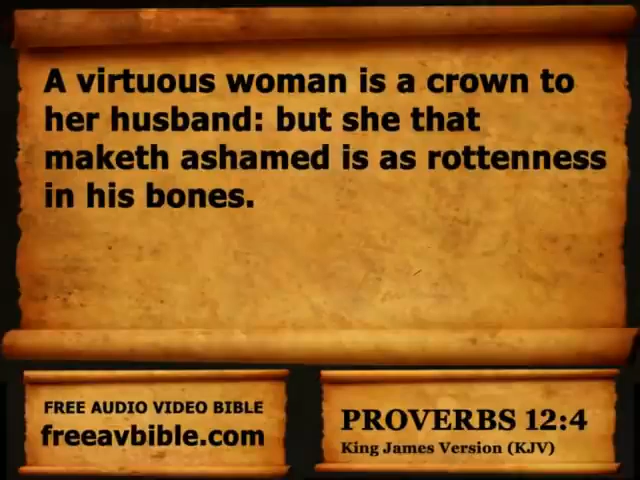 A virtuous woman is a crown to
her husband: but she that
maketh ashamed is as rottenness
in his bones.
FREE AUDIO VIDEO BIBLE
freeavbible.com
PROVERBS 12:4
King James Version (KJV)